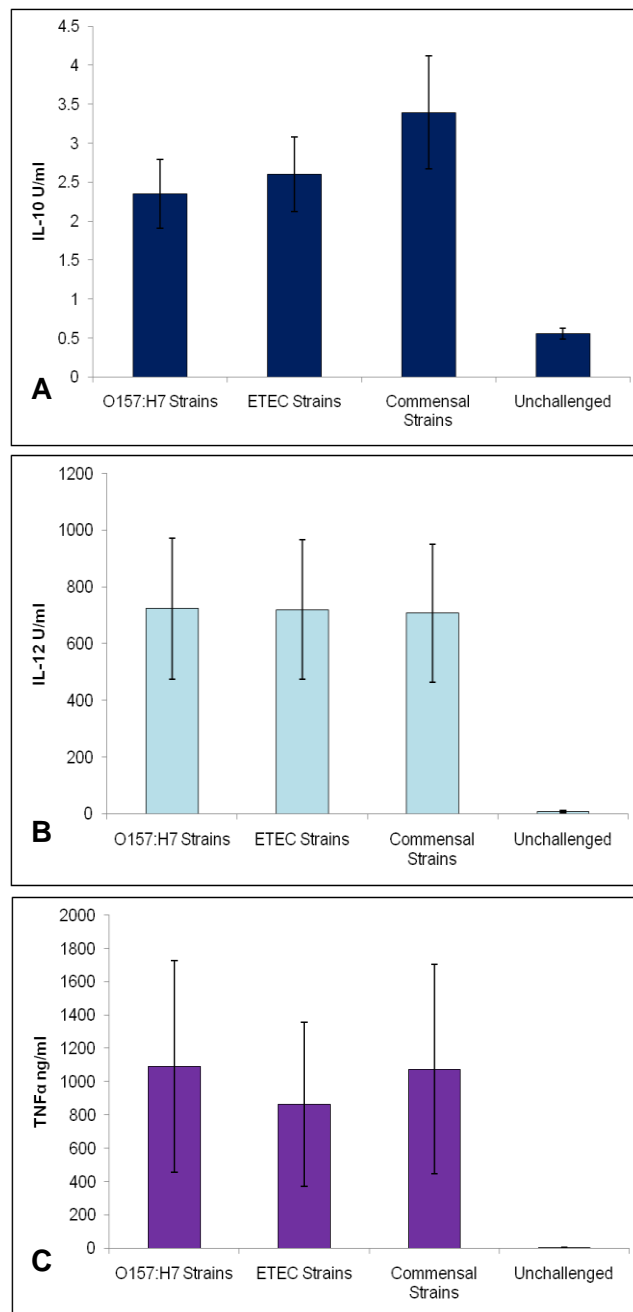 4.5
4
3.5
3
2.5
2
1.5
1
0.5
0
IL-10 U/ml
A
O157:H7 Strains
ETEC Strains
Commensal
Strains
Unchallenged
1200
1000
800
600
400
200
0
IL-12 U/ml
B
O157:H7 Strains
ETEC Strains
Commensal
Strains
Unchallenged
2000
1800
1600
1400
1200
1000
800
600
400
200
0
TNFα ng/ml
C
O157:H7 Strains
ETEC Strains
Commensal
Strains
Unchallenged